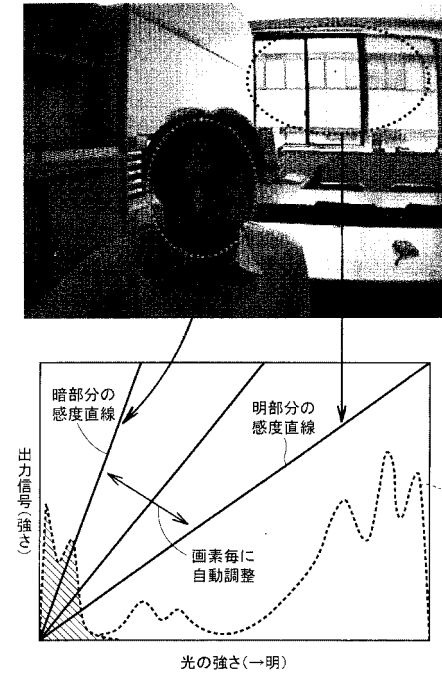 暗部分の
感度直線
明部分の
感度直線
出力信号(強さ)
画素毎に
自動調整
光の強さ(→明)